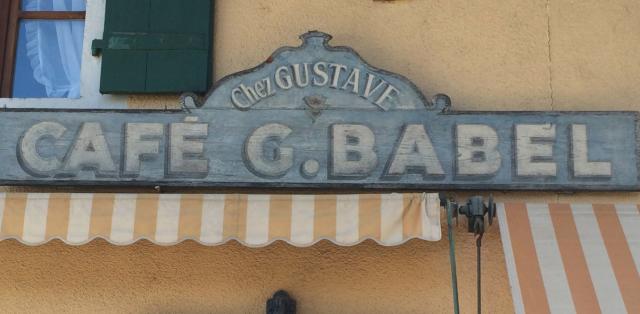 Chez GUSTAVE
CAFÉ G. BABEL